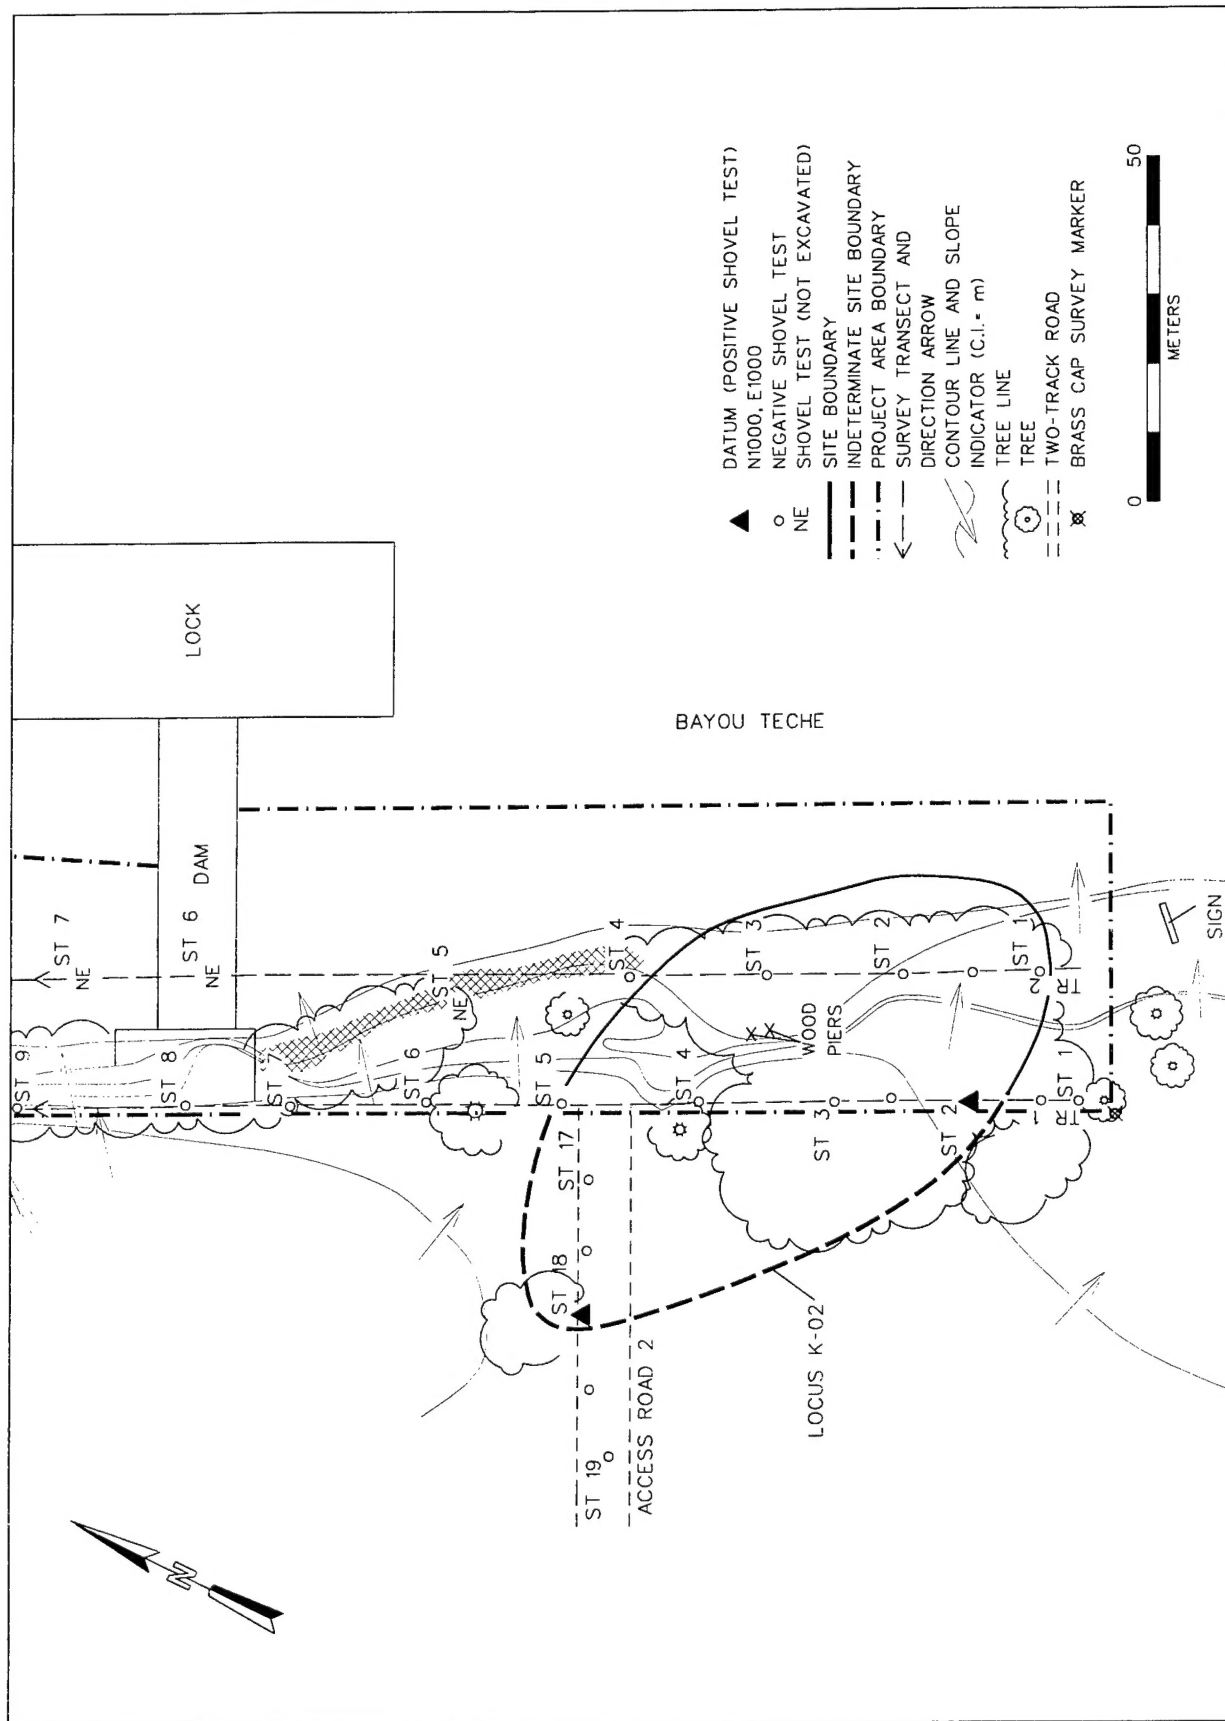 LOCK
ST 7
NE
ST 6
NE
DAM
BAYOU TECHE
ST 9
ST 8
ST 7
ST 6
ST 5
ST 4
ST 3
ST 2
ST 1
TR 1
ST 5
NE
ST 4
ST 3
ST 2
ST 1
TR 2
WOOD
PIERS
SIGN
ST 17
ST 18
ST 19
ACCESS ROAD 2
LOCUS K-02
N
DATUM (POSITIVE SHOVEL TEST)
N1000, E1000
NEGATIVE SHOVEL TEST
NE SHOVEL TEST (NOT EXCAVATED)
SITE BOUNDARY
INDETERMINATE SITE BOUNDARY
PROJECT AREA BOUNDARY
SURVEY TRANSECT AND
DIRECTION ARROW
CONTOUR LINE AND SLOPE
INDICATOR (C.I. = m)
TREE LINE
TREE
TWO-TRACK ROAD
BRASS CAP SURVEY MARKER
0 50
METERS